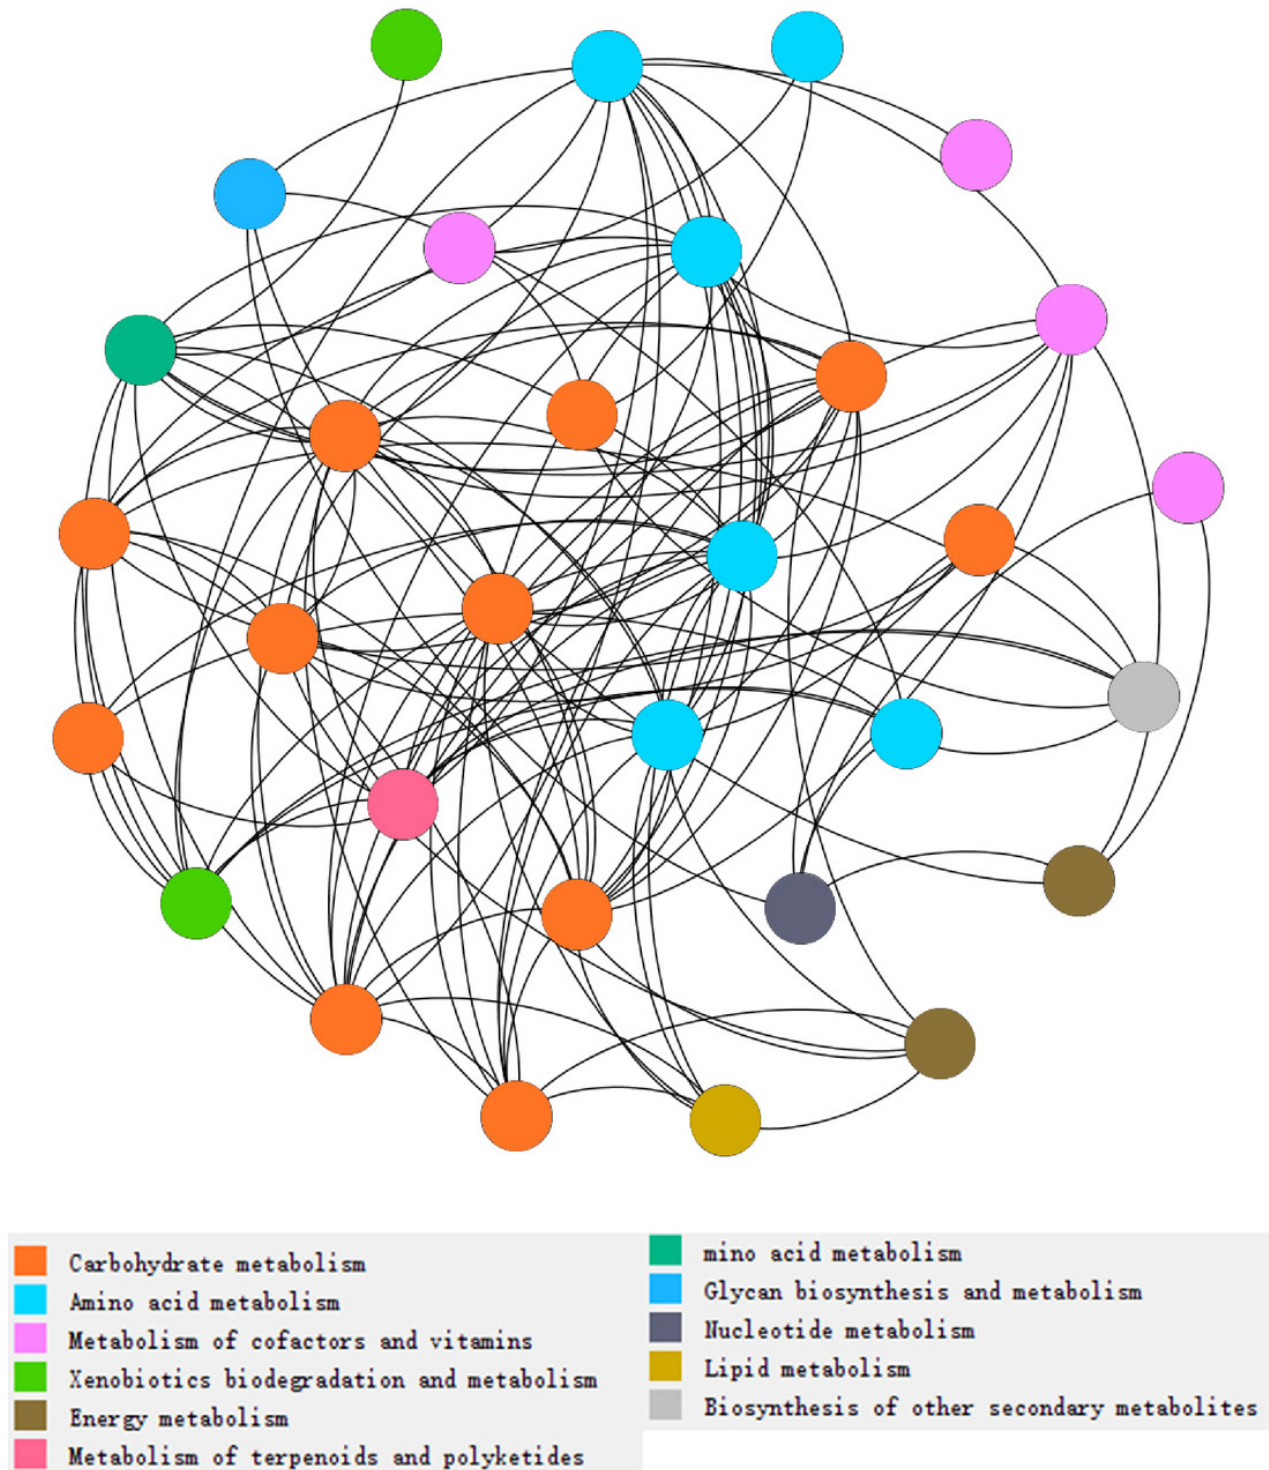 Carbohydrate metabolism
Amino acid metabolism
Metabolism of cofactors and vitamins
Xenobiotics biodegradation and metabolism
Energy metabolism
Metabolism of terpenoids and polyketides
mino acid metabolism
Glycan biosynthesis and metabolism
Nucleotide metabolism
Lipid metabolism
Biosynthesis of other secondary metabolites